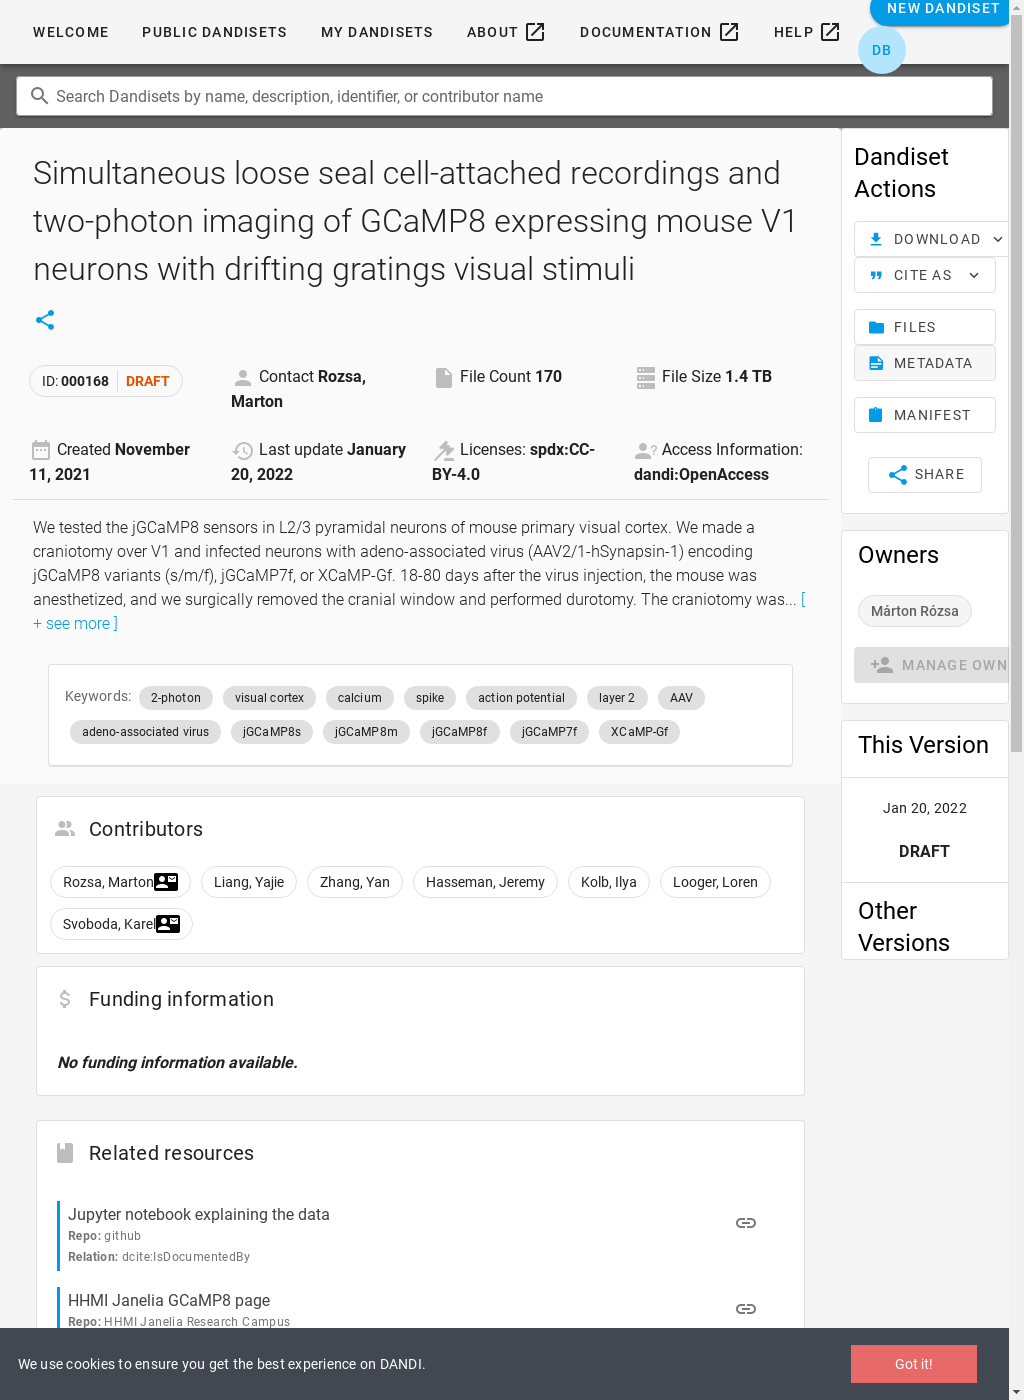 NEW DANDISET
WELCOME PUBLIC DANDISETS MY DANDISETS ABOUT DOCUMENTATION HELP
DB
Search Dandisets by name, description, identifier, or contributor name
Simultaneous loose seal cell-attached recordings and
two-photon imaging of GCaMP8 expressing mouse V1
neurons with drifting gratings visual stimuli
ID: 000168 DRAFT
Contact Rozsa,
Marton
File Count 170
File Size 1.4 TB
Created November
11, 2021
Last update January
20, 2022
Licenses: spdx:CC-
BY-4.0
Access Information:
dandi:OpenAccess
We tested the jGCaMP8 sensors in L2/3 pyramidal neurons of mouse primary visual cortex. We made a
craniotomy over V1 and infected neurons with adeno-associated virus (AAV2/1-hSynapsin-1) encoding
jGCaMP8 variants (s/m/f), jGCaMP7f, or XCaMP-Gf. 18-80 days after the virus injection, the mouse was
anesthetized, and we surgically removed the cranial window and performed durotomy. The craniotomy was... [
+ see more ]
Keywords: 2-photon visual cortex calcium spike action potential layer 2 AAV
adeno-associated virus jGCaMP8s jGCaMP8m jGCaMP8f jGCaMP7f XCaMP-Gf
Contributors
Rozsa, Marton Liang, Yajie Zhang, Yan Hasseman, Jeremy Kolb, Ilya Looger, Loren
Svoboda, Karel
Funding information
No funding information available.
Related resources
Jupyter notebook explaining the data
Repo: github
Relation: dcite:IsDocumentedBy
HHMI Janelia GCaMP8 page
Repo: HHMI Janelia Research Campus
Dandiset
Actions
DOWNLOAD
CITE AS
FILES
METADATA
MANIFEST
SHARE
Owners
Márton Rózsa
MANAGE OWN
This Version
Jan 20, 2022
DRAFT
Other
Versions
We use cookies to ensure you get the best experience on DANDI.
Got it!